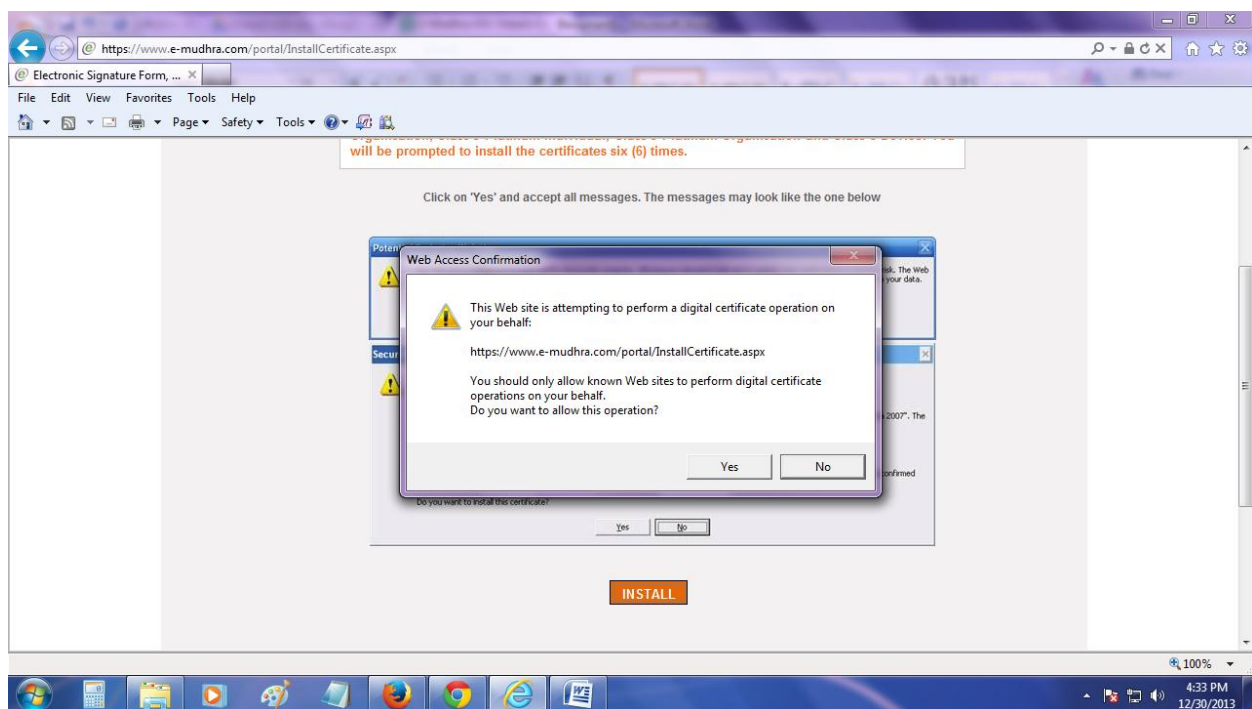 https://www.e-mudhra.com/portal/InstallCertificate.aspx
Electronic Signature Form, ...
File Edit View Favorites Tools Help
Page Safety Tools
will be prompted to install the certificates six (6) times.
Click on 'Yes' and accept all messages. The messages may look like the one below
Web Access Confirmation
risk. The Web
your data.
This Web site is attempting to perform a digital certificate operation on
your behalf:
https://www.e-mudhra.com/portal/InstallCertificate.aspx
You should only allow known Web sites to perform digital certificate
operations on your behalf.
Do you want to allow this operation?
2007". The
Yes No
confirmed
Do you want to install this certificate?
Yes No
INSTALL
100%
4:33 PM
12/30/2013